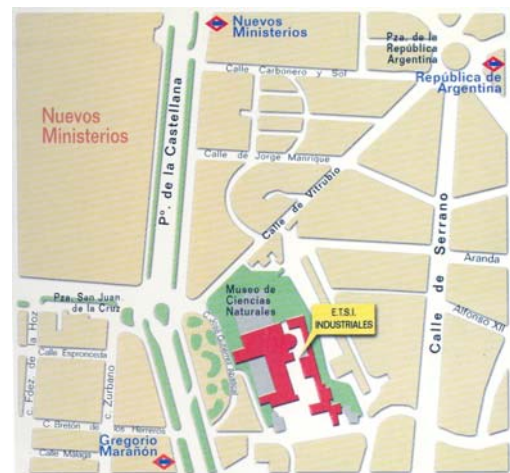 Nuevos
Ministerios
Pza. de la
República
Argentina
República de
Argentina
Calle Carbonero y Sol
Nuevos
Ministerios
Pº. de la Castellana
Calle de Jorge Manrique
Calle de Vitrubio
Calle de Serrano
Aranda
Alfonso XII
Museo de
Ciencias
Naturales
E.T.S.I.
INDUSTRIALES
Pza. San Juan
de la Cruz
c. Fdez. de la Hoz
Calle Espronceda
c. Zurbano
C. Bretón de los Herreros
Gregorio
Marañón
Calle Málaga